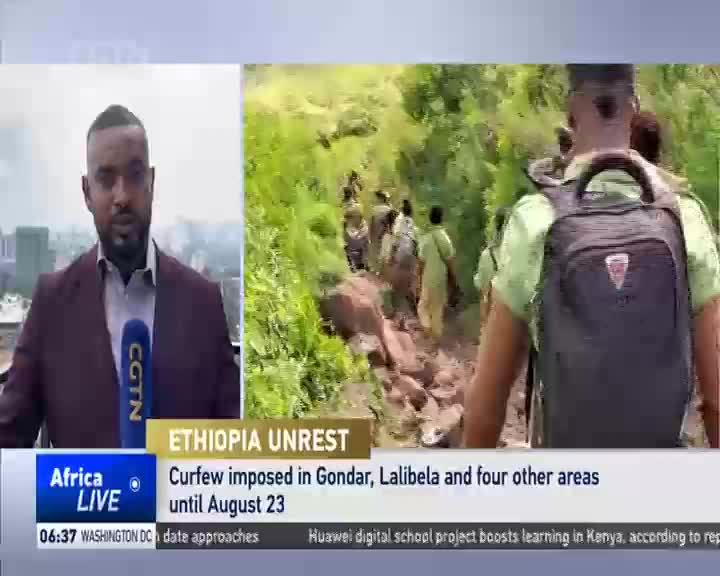 CGTN
ETHIOPIA UNREST
Curfew imposed in Gondar, Lalibela and four other areas
until August 23
Africa
LIVE
06:37 WASHINGTON DC
date approaches Huawei digital school project boosts learning in Kenya, according to rep